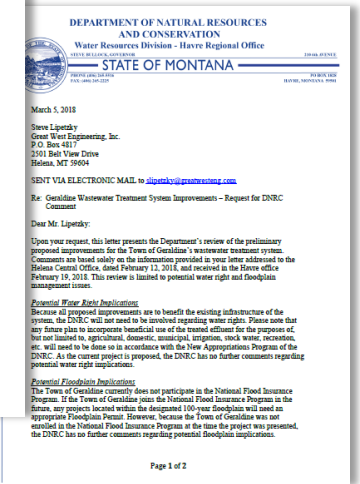 DEPARTMENT OF NATURAL RESOURCES
AND CONSERVATION
Water Resources Division - Havre Regional Office
STEVE BULLOCK, GOVERNOR
210 6th AVENUE
STATE OF MONTANA
PHONE (406) 265-5516
FAX: (406) 265-2225
PO BOX 1828
HAVRE, MONTANA 59501
March 5, 2018
Steve Lipetzky
Great West Engineering, Inc.
P.O. Box 4817
2501 Belt View Drive
Helena, MT 59604
SENT VIA ELECTRONIC MAIL to slipetzky@greatwesteng.com
Re: Geraldine Wastewater Treatment System Improvements – Request for DNRC
Comment
Dear Mr. Lipetzky:
Upon your request, this letter presents the Department's review of the preliminary
proposed improvements for the Town of Geraldine's wastewater treatment system.
Comments are based solely on the information provided in your letter addressed to the
Helena Central Office, dated February 12, 2018, and received in the Havre office
February 19, 2018. This review is limited to potential water right and floodplain
management issues.
Potential Water Right Implications
Because all proposed improvements are to benefit the existing infrastructure of the
system, the DNRC will not need to be involved regarding water rights. Please note that
any future plan to incorporate beneficial use of the treated effluent for the purposes of,
but not limited to, agricultural, domestic, municipal, irrigation, stock water, recreation,
etc. will need to be done so in accordance with the New Appropriations Program of the
DNRC. As the current project is proposed, the DNRC has no further comments regarding
potential water right implications.
Potential Floodplain Implications
The Town of Geraldine currently does not participate in the National Flood Insurance
Program. If the Town of Geraldine joins the National Flood Insurance Program in the
future, any projects located within the designated 100-year floodplain will need an
appropriate Floodplain Permit. However, because the Town of Geraldine was not
enrolled in the National Flood Insurance Program at the time the project was presented,
the DNRC has no further comments regarding potential floodplain implications.
Page 1 of 2